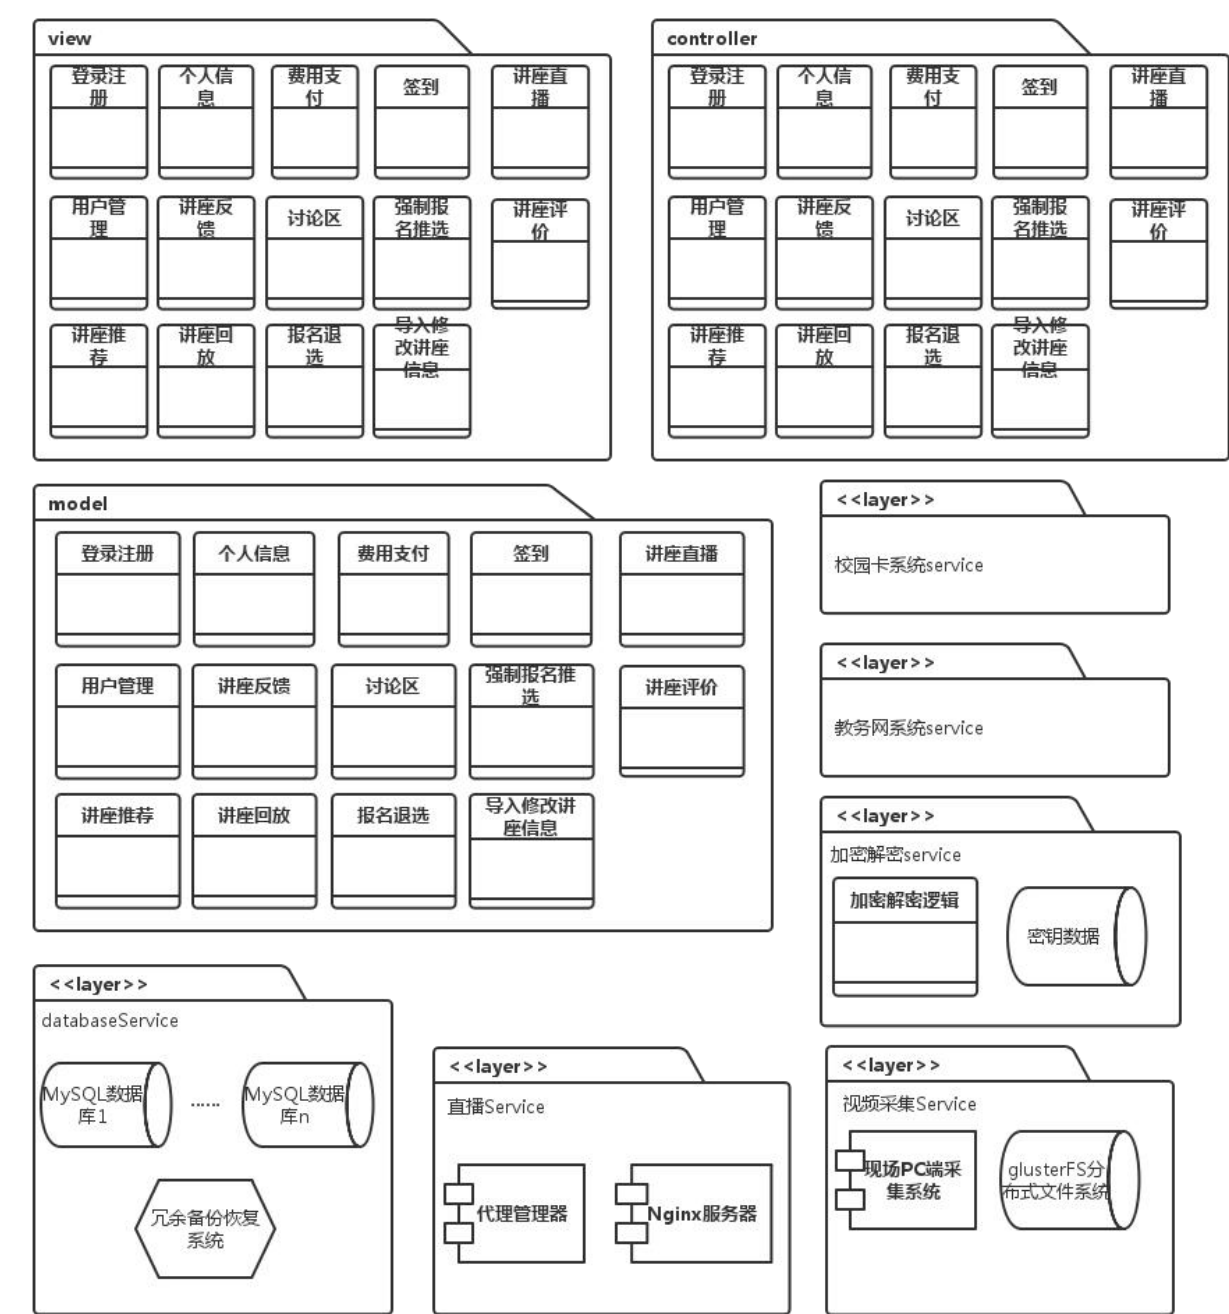 view
登录注
册
个人信
息
费用支
付
签到
讲座直
播
用户管
理
讲座反
馈
讨论区
强制报
名推选
讲座评
价
讲座推
荐
讲座回
放
报名退
选
导入修
改讲座
信息
controller
登录注
册
个人信
息
费用支
付
签到
讲座直
播
用户管
理
讲座反
馈
讨论区
强制报
名推选
讲座评
价
讲座推
荐
讲座回
放
报名退
选
导入修
改讲座
信息
model
登录注册
个人信息
费用支付
签到
讲座直播
用户管理
讲座反馈
讨论区
强制报名推
选
讲座评价
讲座推荐
讲座回放
报名退选
导入修改讲
座信息
<<layer>>
校园卡系统service
<<layer>>
教务网系统service
<<layer>>
加密解密service
加密解密逻辑
密钥数据
<<layer>>
databaseService
MySQL数据
库1
......
MySQL数据
库n
冗余备份恢复
系统
<<layer>>
直播Service
代理管理器
Nginx服务器
<<layer>>
视频采集Service
现场PC端采
集系统
glusterFS分
布式文件系统